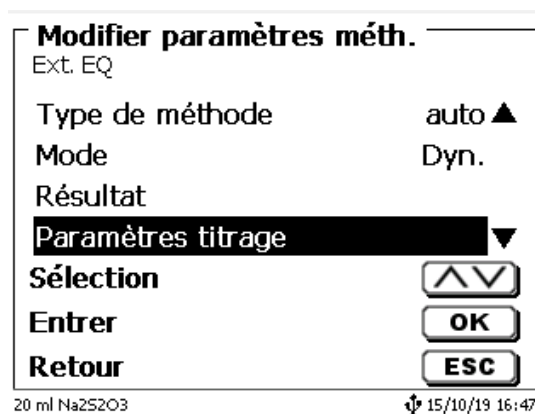 Modifier paramètres méth.
Ext. EQ
Type de méthode auto
Mode Dyn.
Résultat
Paramètres titrage
Sélection
Entrer OK
Retour ESC
20 ml Na2S2O3 15/10/19 16:47